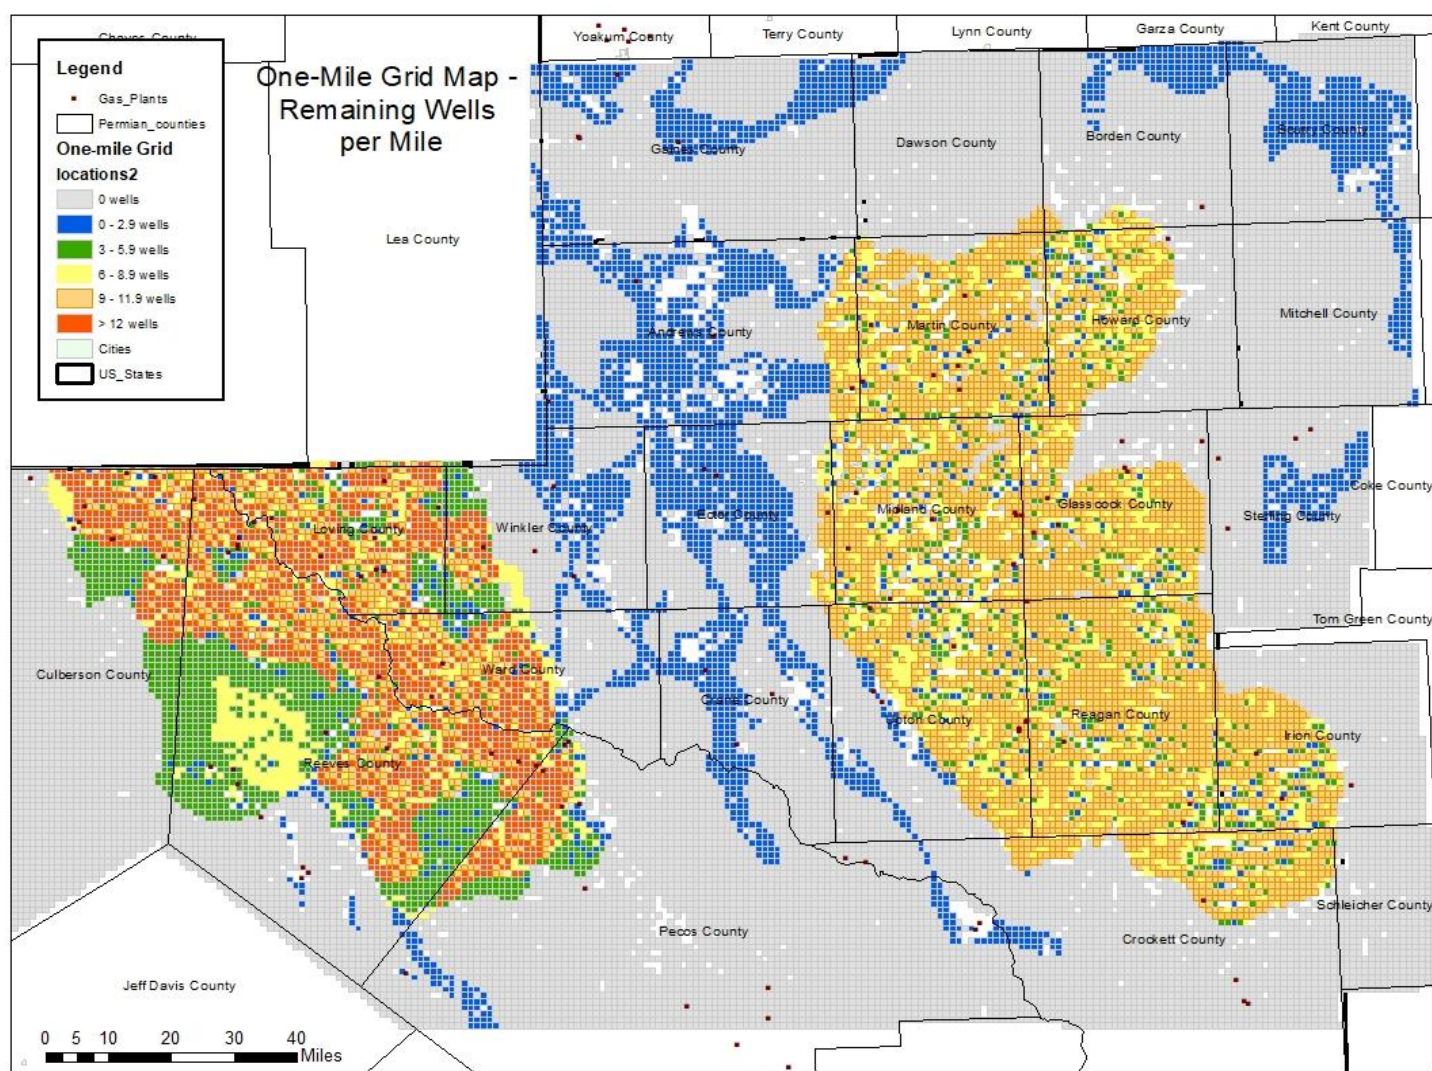 Chaves County
Yoakum County
Terry County
Lynn County
Garza County
Kent County
Legend
Gas_Plants
Permian_counties
One-mile Grid
locations2
0 wells
0 - 2.9 wells
3 - 5.9 wells
6 - 8.9 wells
9 - 11.9 wells
> 12 wells
Cities
US_States
One-Mile Grid Map -
Remaining Wells
per Mile
Gaines County
Dawson County
Borden County
Scurry County
Lea County
Andrews County
Martin County
Howard County
Mitchell County
Loving County
Winkler County
Ector County
Midland County
Glasscock County
Sterling County
Coke County
Tom Green County
Culberson County
Ward County
Crane County
Upton County
Reagan County
Irion County
Reeves County
Pecos County
Crockett County
Schleicher County
Jeff Davis County
0 5 10 20 30 40
Miles